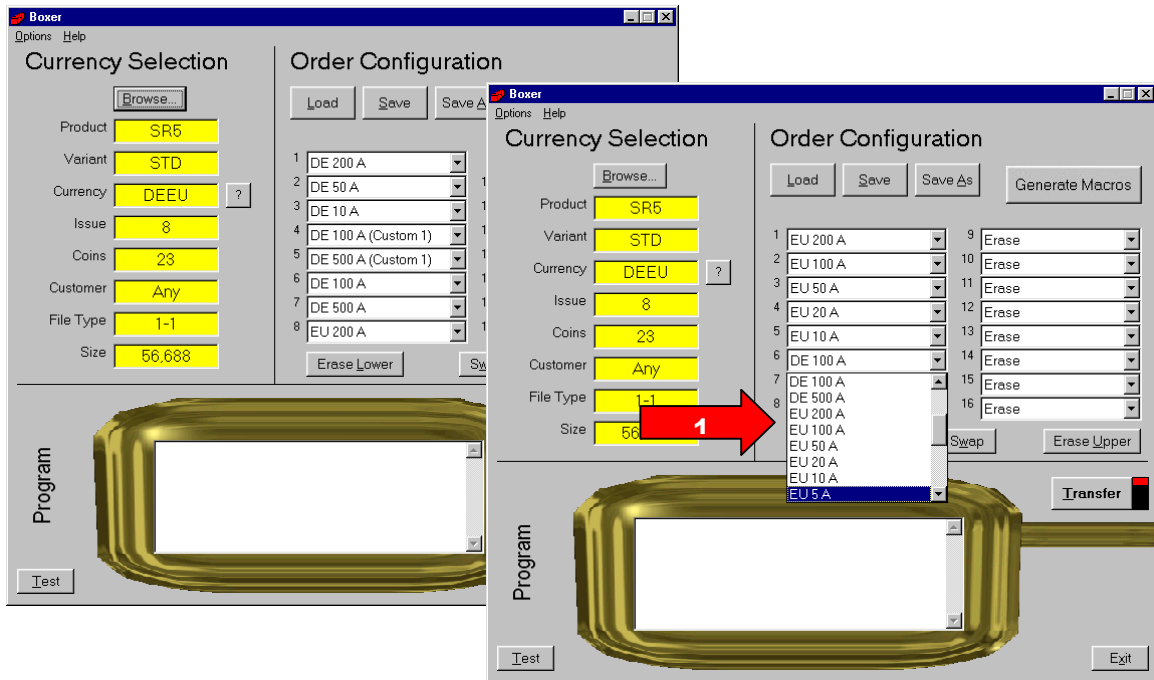 Boxer
Options Help
Currency Selection
Browse...
Product SR5
Variant STD
Currency DEEU ?
Issue 8
Coins 23
Customer Any
File Type 1-1
Size 56,688
Order Configuration
Load Save Save A
1 DE 200 A
2 DE 50 A 1
3 DE 10 A 1
4 DE 100 A (Custom 1) 1
5 DE 500 A (Custom 1) 1
6 DE 100 A 1
7 DE 500 A 1
8 EU 200 A 1
Erase Lower Sw
Program
Test
Boxer
Options Help
Currency Selection
Browse...
Product SR5
Variant STD
Currency DEEU ?
Issue 8
Coins 23
Customer Any
File Type 1-1
Size 56
1
Order Configuration
Load Save Save As Generate Macros
1 EU 200 A 9 Erase
2 EU 100 A 10 Erase
3 EU 50 A 11 Erase
4 EU 20 A 12 Erase
5 EU 10 A 13 Erase
6 DE 100 A 14 Erase
7 DE 100 A 15 Erase
DE 500 A
8 EU 200 A 16 Erase
EU 100 A
EU 50 A
EU 20 A
EU 10 A
EU 5 A
Swap Erase Upper
Transfer
Program
Test Exit